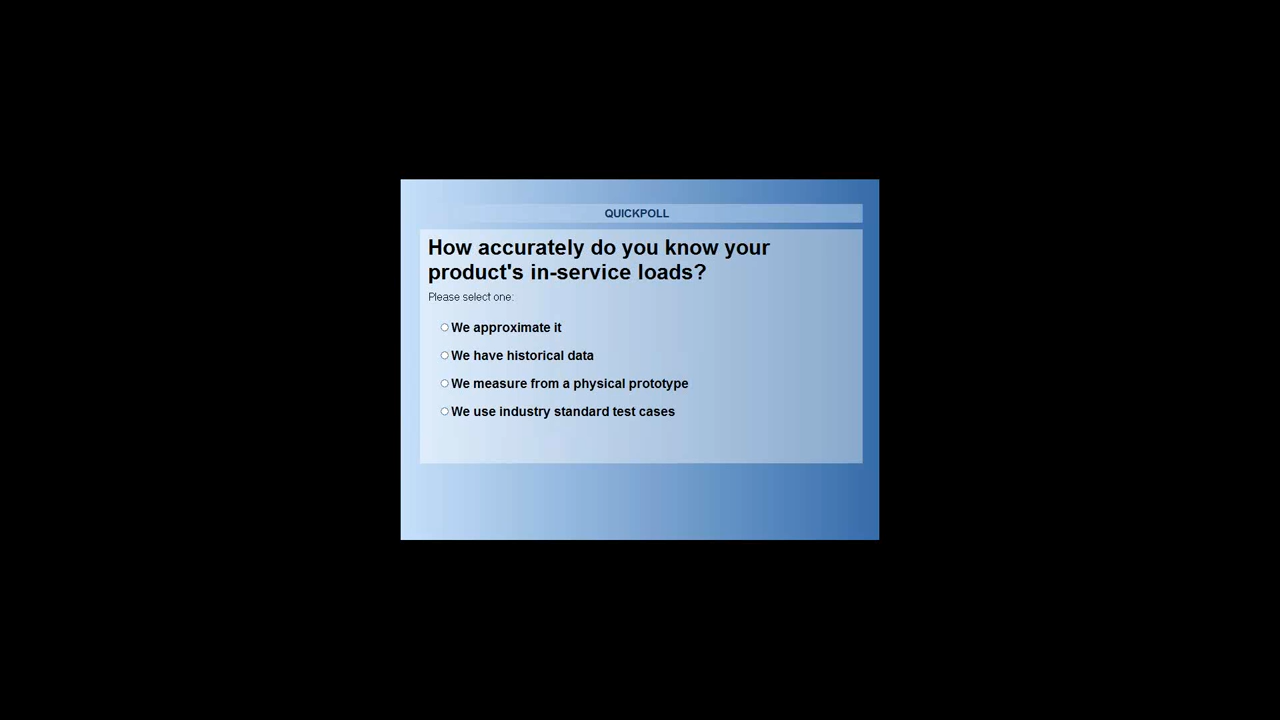 QUICKPOLL
How accurately do you know your
product's in-service loads?
Please select one:
We approximate it
We have historical data
We measure from a physical prototype
We use industry standard test cases